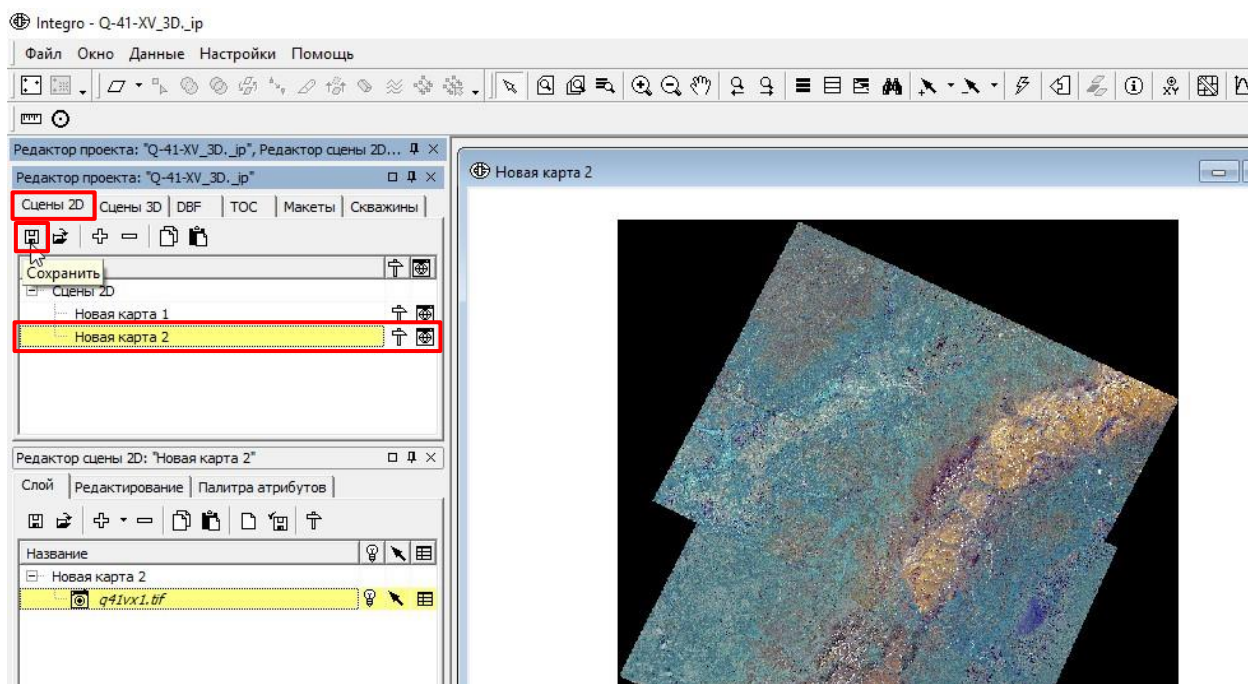 Integro - Q-41-XV_3D._ip
Файл Окно Данные Настройки Помощь
Редактор проекта: "Q-41-XV_3D._ip", Редактор сцены 2D...
Редактор проекта: "Q-41-XV_3D._ip"
Сцены 2D Сцены 3D DBF TOC Макеты Скважины
Сохранить
Сцены 2D
Новая карта 1
Новая карта 2
Редактор сцены 2D: "Новая карта 2"
Слой Редактирование Палитра атрибутов
Название
Новая карта 2
q41vx1.tif
Новая карта 2